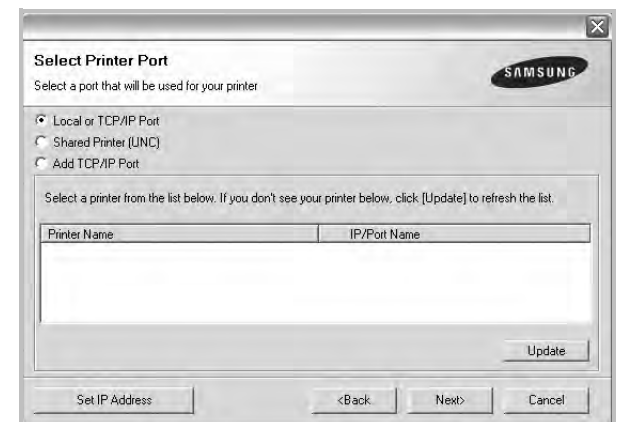 Select Printer Port
Select a port that will be used for your printer
SAMSUNG
Local or TCP/IP Port
Shared Printer (UNC)
Add TCP/IP Port
Select a printer from the list below. If you don't see your printer below, click [Update] to refresh the list.
Printer Name IP/Port Name
Update
Set IP Address <Back Next> Cancel